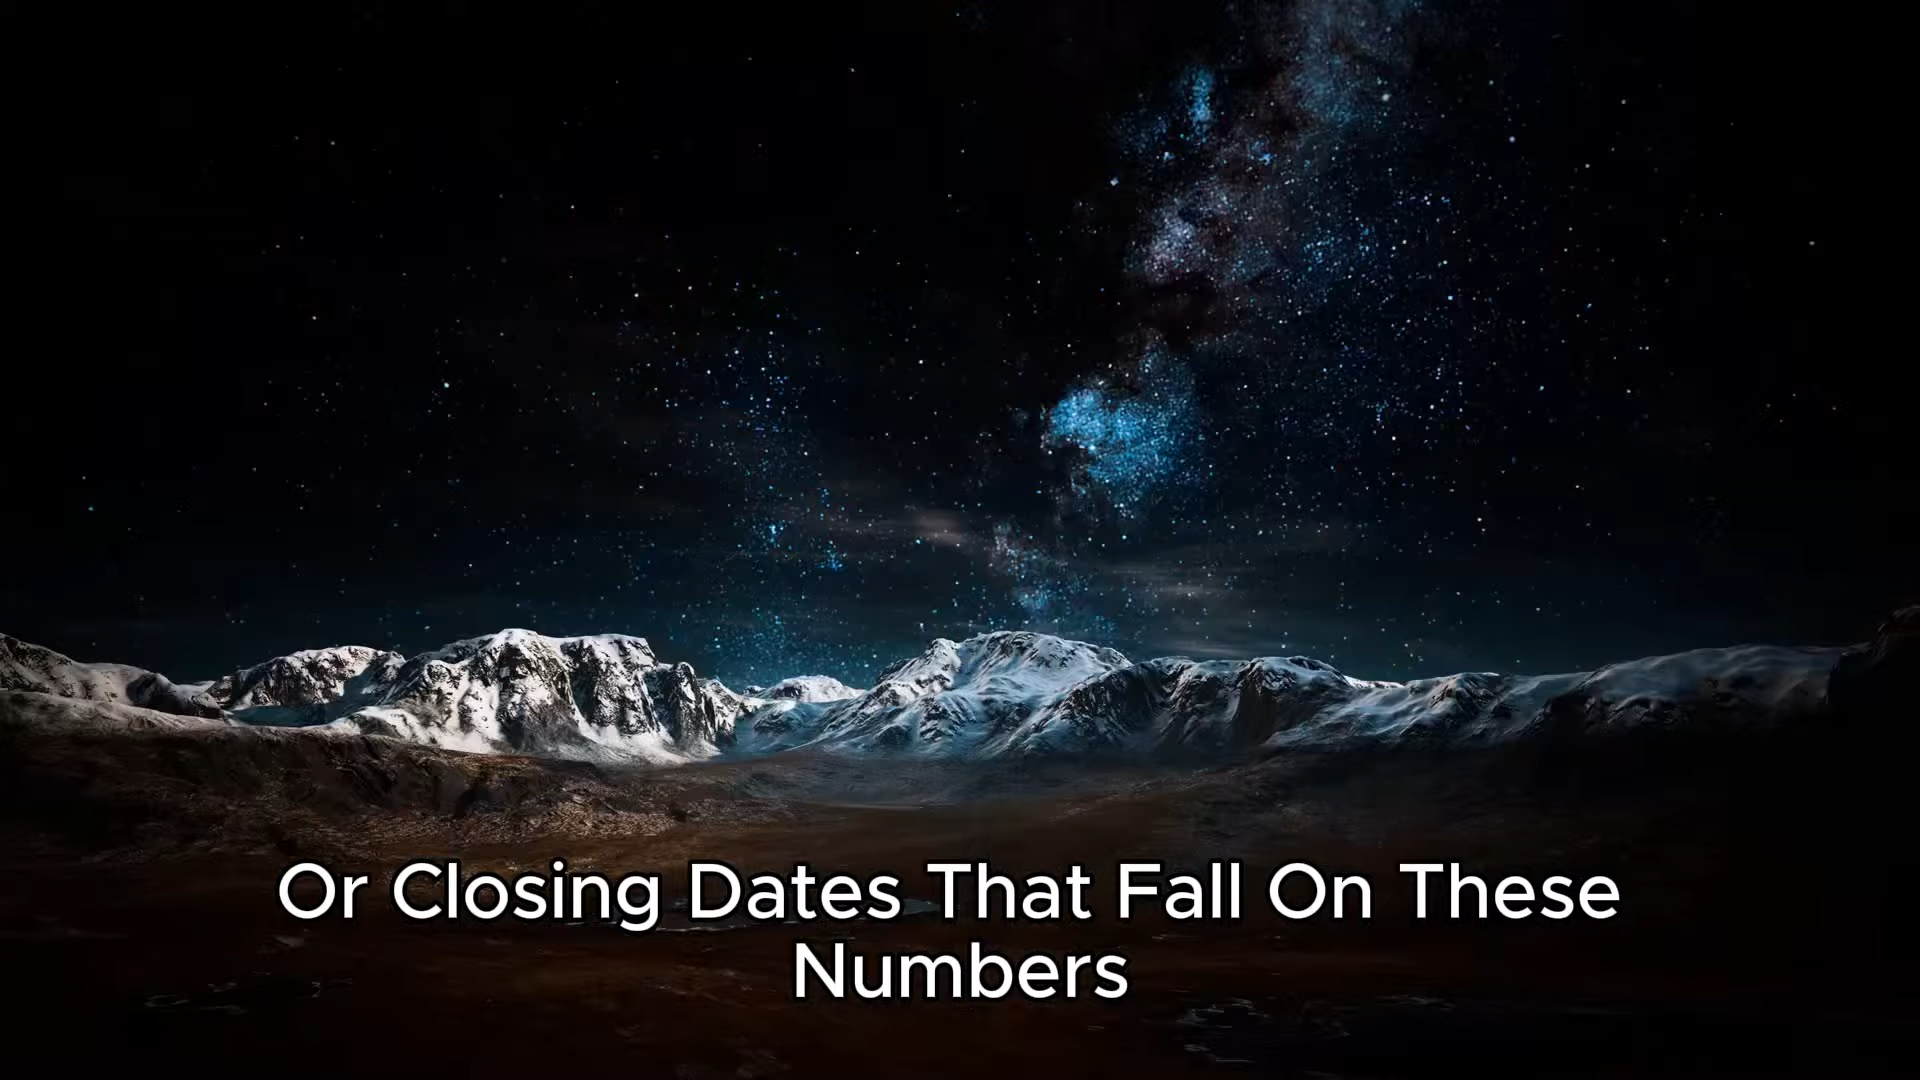 Or Closing Dates That Fall On These
Numbers